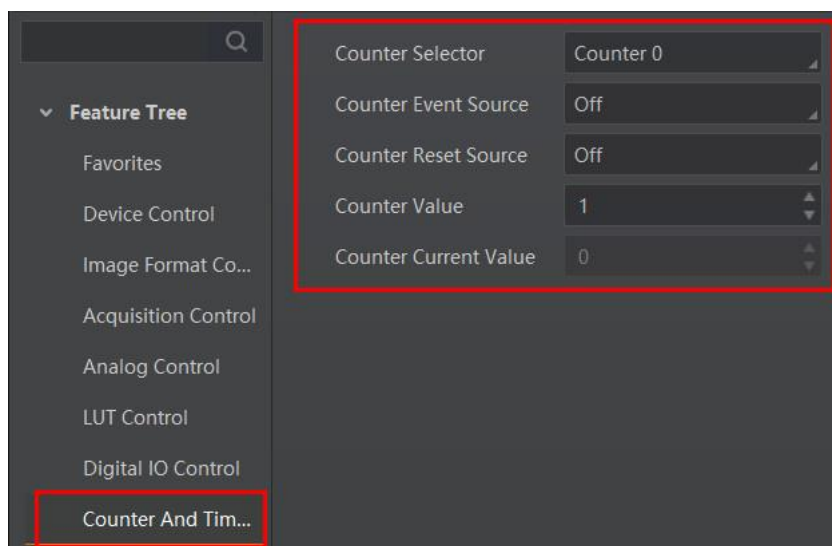 Feature Tree
Favorites
Device Control
Image Format Co...
Acquisition Control
Analog Control
LUT Control
Digital IO Control
Counter And Tim...
Counter Selector Counter 0
Counter Event Source Off
Counter Reset Source Off
Counter Value 1
Counter Current Value 0